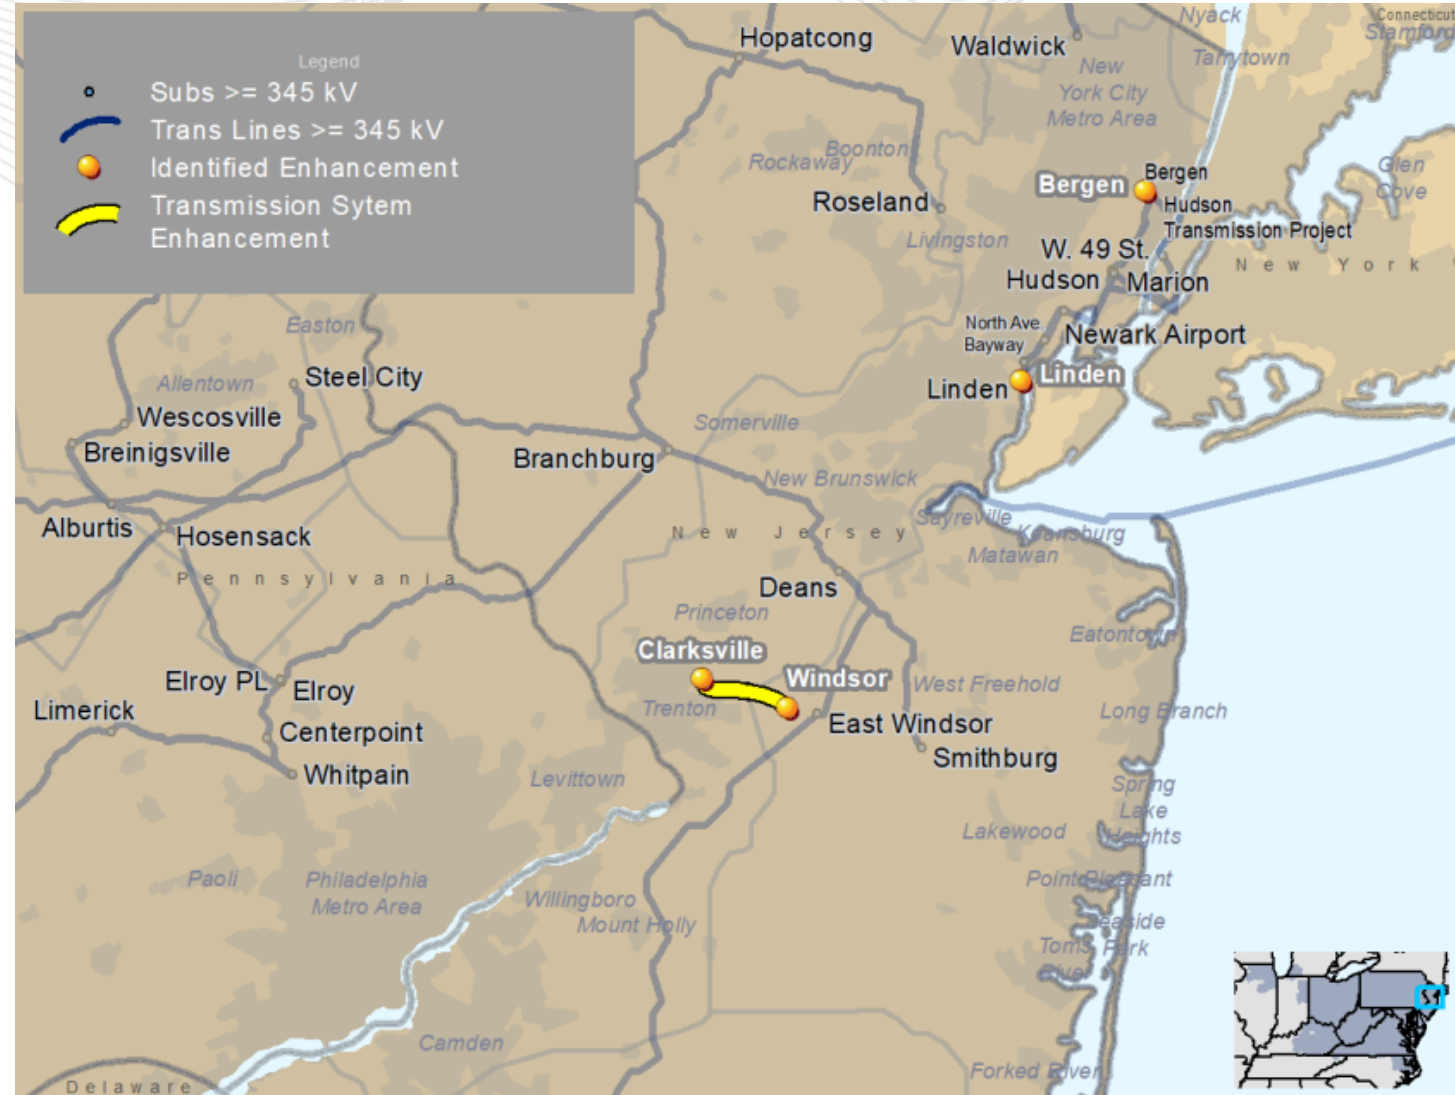 Legend
Subs >= 345 kV
Trans Lines >= 345 kV
Identified Enhancement
Transmission Sytem
Enhancement
Hopatcong
Waldwick
Nyack
Connecticut
Stamford
Tarrytown
New
York City
Metro Area
Rockaway
Boonton
Glen
Cove
Bergen
Bergen
Roseland
Hudson
Transmission Project
Livingston
W. 49 St.
New York
Hudson
Marion
Easton
North Ave.
Bayway
Newark Airport
Allentown
Steel City
Linden
Linden
Wescosville
Somerville
Breinigsville
Branchburg
New Brunswick
Alburtis
Hosensack
New Jersey
Sayreville
Keansburg
Matawan
Pennsylvania
Deans
Princeton
Eatontown
Clarksville
Windsor
Elroy PL
Elroy
West Freehold
Limerick
Trenton
Long Branch
Centerpoint
East Windsor
Smithburg
Whitpain
Levittown
Spring
Lake
Heights
Lakewood
Paoli
Philadelphia
Metro Area
Point Pleasant
Willingboro
Mount Holly
Seaside
Park
Toms
River
Camden
Forked River
Delaware